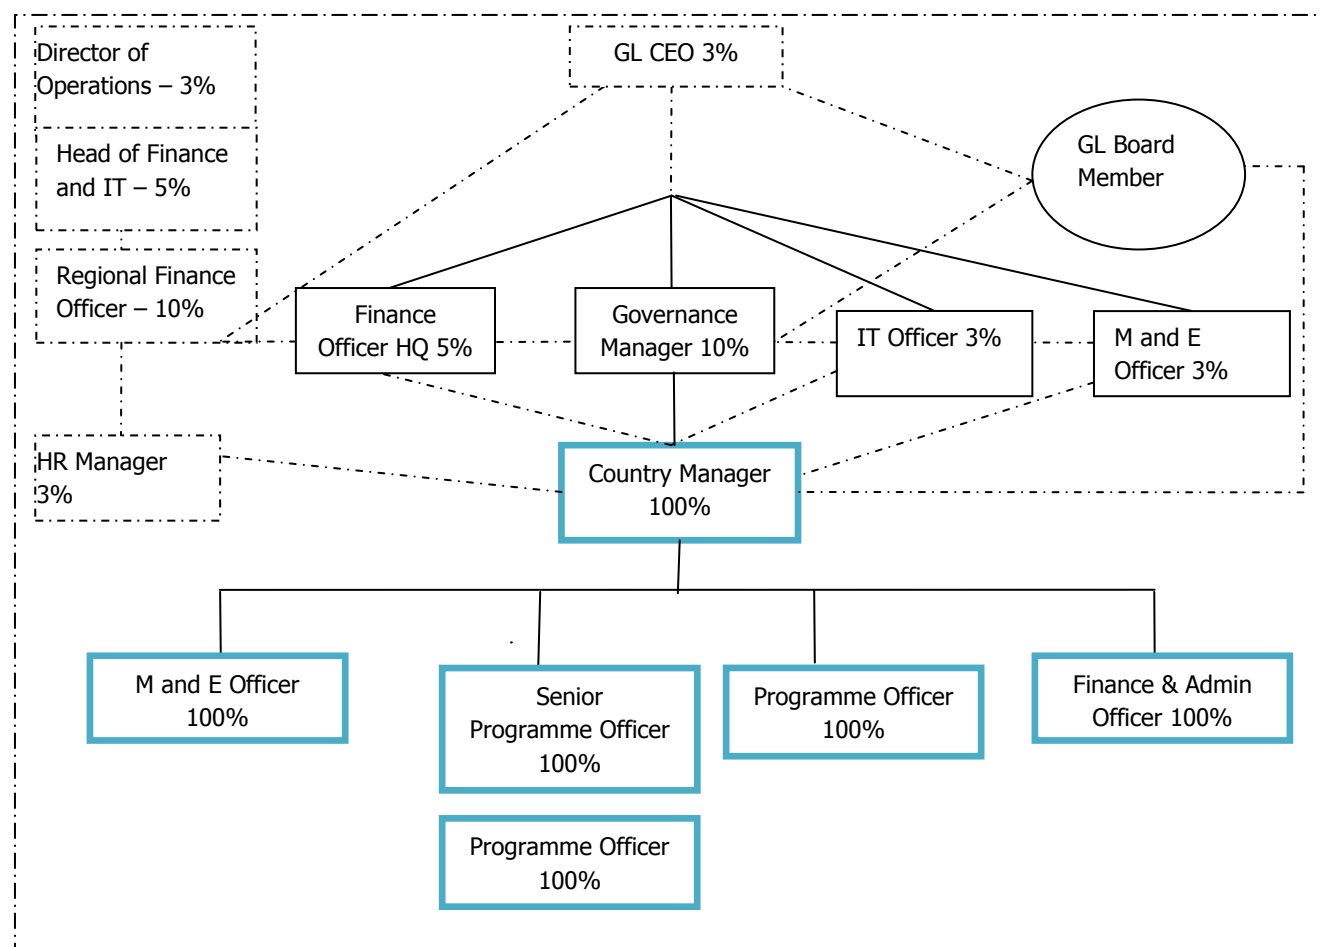 Director of
Operations – 3%
GL CEO 3%
Head of Finance
and IT – 5%
GL Board
Member
Regional Finance
Officer – 10%
Finance
Officer HQ 5%
Governance
Manager 10%
IT Officer 3%
M and E
Officer 3%
HR Manager
3%
Country Manager
100%
M and E Officer
100%
Senior
Programme Officer
100%
Programme Officer
100%
Finance & Admin
Officer 100%
Programme Officer
100%